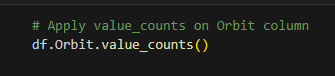 # Apply value_counts on Orbit column
df.Orbit.value_counts()